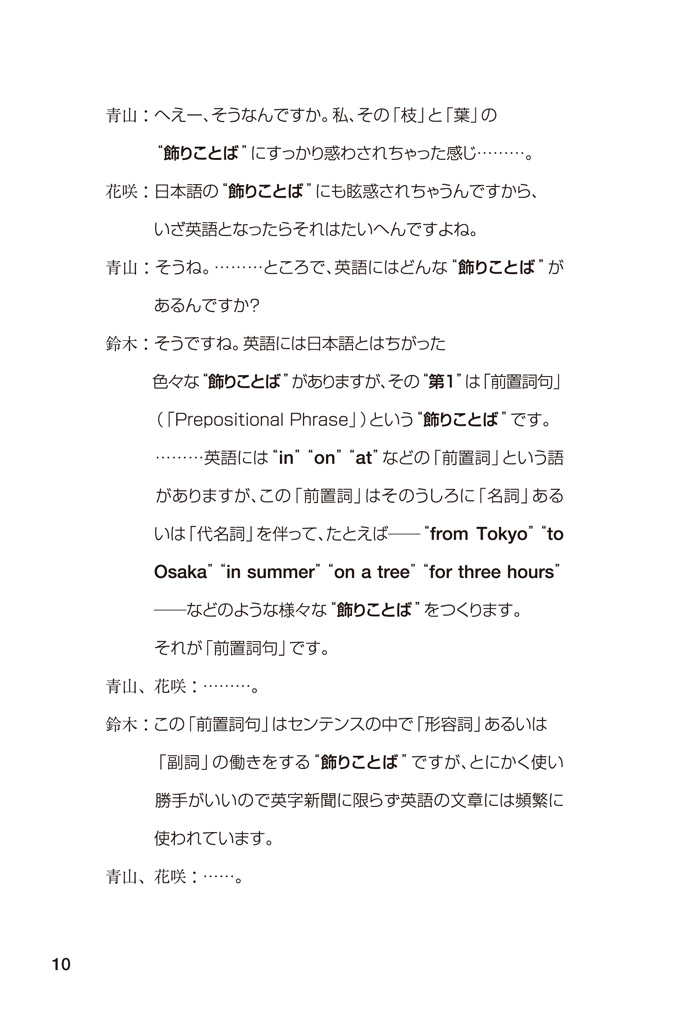 青山：へえー、そうなんですか。私、その「枝」と「葉」の
“飾りことば”にすっかり惑わされちゃった感じ………。
花咲：日本語の“飾りことば”にも眩惑されちゃうんですから、
いざ英語となったらそれはたいへんですよね。
青山：そうね。………ところで、英語にはどんな“飾りことば”が
あるんですか?
鈴木：そうですね。英語には日本語とはちがった
色々な“飾りことば”がありますが、その“第1”は「前置詞句」
（「Prepositional Phrase」）という“飾りことば”です。
………英語には“in” “on” “at”などの「前置詞」という語
がありますが、この「前置詞」はそのうしろに「名詞」ある
いは「代名詞」を伴って、たとえば――“from Tokyo” “to
Osaka” “in summer” “on a tree” “for three hours”
――などのような様々な“飾りことば”をつくります。
それが「前置詞句」です。
青山、花咲：………。
鈴木：この「前置詞句」はセンテンスの中で「形容詞」あるいは
「副詞」の働きをする“飾りことば”ですが、とにかく使い
勝手がいいので英字新聞に限らず英語の文章には頻繁に
使われています。
青山、花咲：……。
10